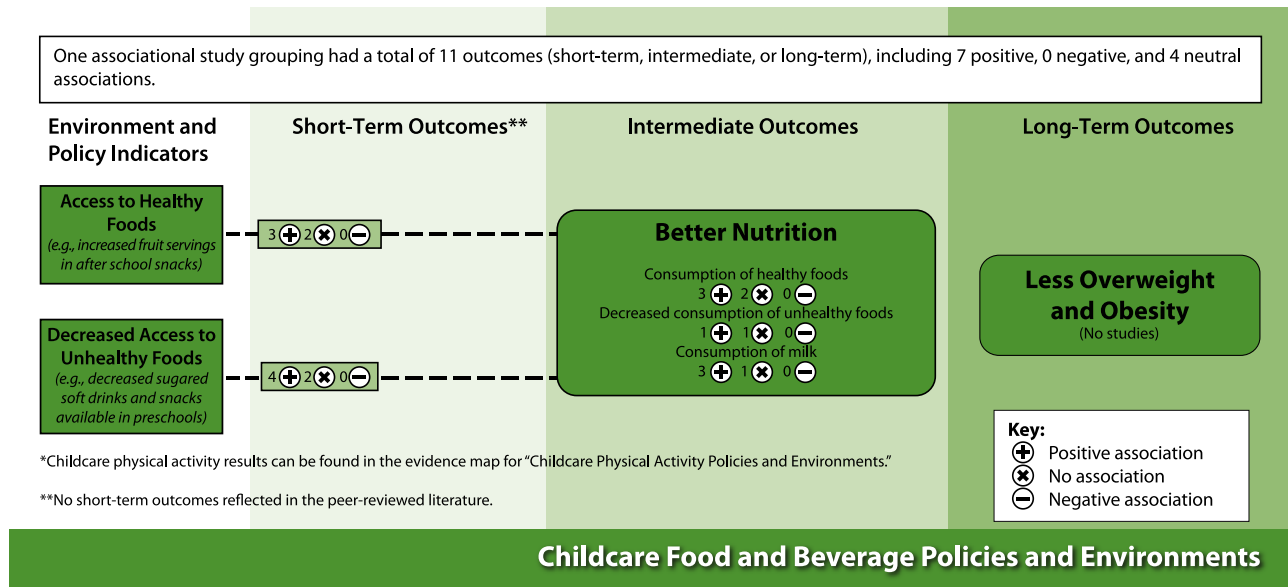 One associational study grouping had a total of 11 outcomes (short-term, intermediate, or long-term), including 7 positive, 0 negative, and 4 neutral
associations.
Environment and
Policy Indicators
Short-Term Outcomes**
Intermediate Outcomes
Long-Term Outcomes
Access to Healthy
Foods
(e.g., increased fruit servings
in after school snacks)
3 + 2 × 0 −
Decreased Access to
Unhealthy Foods
(e.g., decreased sugared
soft drinks and snacks
available in preschools)
4 + 2 × 0 −
Better Nutrition
Consumption of healthy foods
3 + 2 × 0 −
Decreased consumption of unhealthy foods
1 + 1 × 0 −
Consumption of milk
3 + 1 × 0 −
Less Overweight
and Obesity
(No studies)
Key:
+ Positive association
× No association
− Negative association
*Childcare physical activity results can be found in the evidence map for “Childcare Physical Activity Policies and Environments.”
**No short-term outcomes reflected in the peer-reviewed literature.
Childcare Food and Beverage Policies and Environments